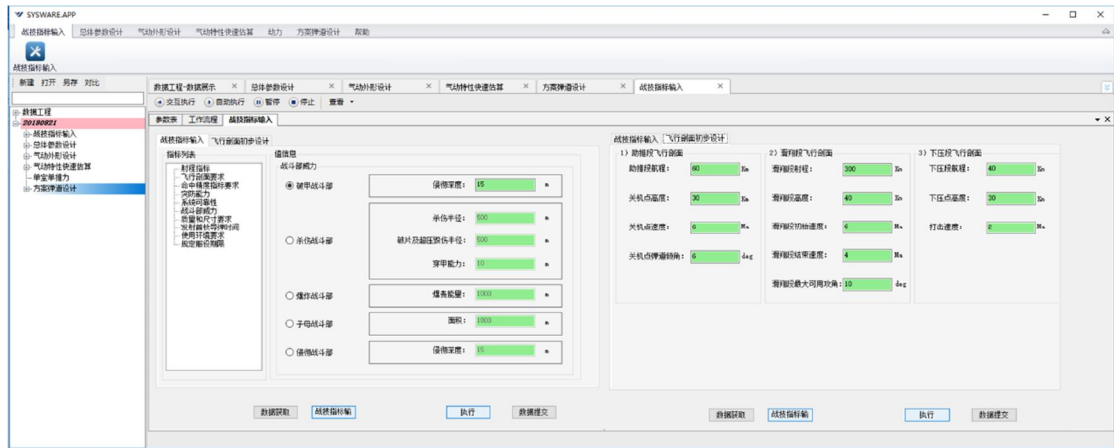 SYSWARE.APP
战技指标输入 总体参数设计 气动外形设计 气动特性快速估算 动力 方案弹道设计 帮助
战技指标输入
新建 打开 另存 对比
数据工程-数据展示 × 总体参数设计 × 气动外形设计 × 气动特性快速估算 × 方案弹道设计 × 战技指标输入 ×
交互执行 自动执行 暂停 停止 查看
参数表 工作流程 战技指标输入
数据工程
20180821
战技指标输入
总体参数设计
气动外形设计
气动特性快速估算
单室单推力
方案弹道设计
战技指标输入 飞行剖面初步设计
指标列表
射程指标
飞行剖面要求
命中精度指标要求
突防能力
系统可靠性
战斗部威力
质量和尺寸要求
发射首枚导弹时间
使用环境要求
规定服役期限
值信息
战斗部威力
破甲战斗部 侵彻深度: 15 m
杀伤战斗部
杀伤半径: 500 m
破片及超压毁伤半径: 500 m
穿甲能力: 10 m
爆炸战斗部 爆轰能量: 1000 m
子母战斗部 面积: 1000 m
侵彻战斗部 侵彻深度: 15 m
数据获取 战技指标输 执行 数据提交
战技指标输入 飞行剖面初步设计
1) 助推段飞行剖面
助推段航程: 60 Km
关机点高度: 30 Km
关机点速度: 6 Ma
关机点弹道倾角: 6 deg
2) 滑翔段飞行剖面
滑翔段射程: 300 Km
滑翔段高度: 40 Km
滑翔段初始速度: 6 Ma
滑翔段结束速度: 4 Ma
滑翔段最大可用攻角: 10 deg
3) 下压段飞行剖面
下压段航程: 40 Km
下压点高度: 30 Km
打击速度: 2 Ma
数据获取 战技指标输 执行 数据提交